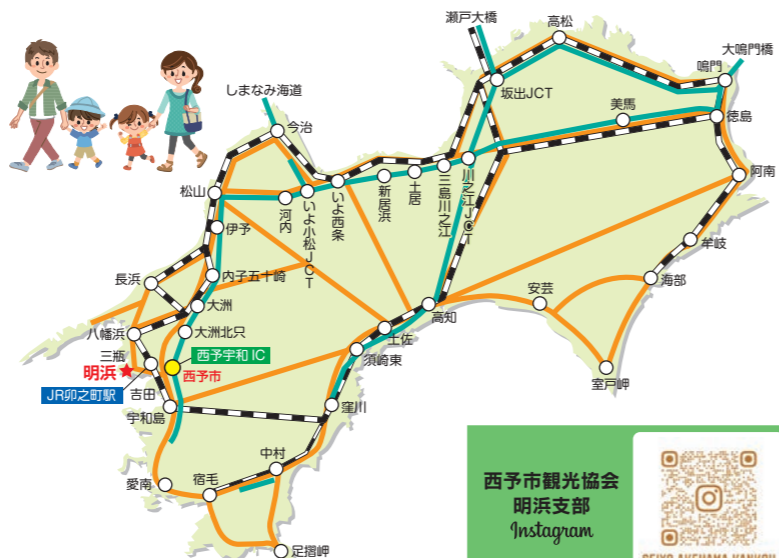 瀬戸大橋
高松
大鳴門橋
鳴門
しまなみ海道
坂出JCT
美馬
徳島
今治
阿南
松山
河内
いよ小松JCT
いよ西条
新居浜
土居
三島川之江
川之江JCT
伊予
牟岐
内子五十崎
海部
長浜
大洲
安芸
高知
八幡浜
大洲北只
土佐
三瓶
西予宇和 IC
須崎東
明浜
西予市
室戸岬
JR卯之町駅
吉田
宇和島
窪川
中村
愛南
宿毛
足摺岬
西予市観光協会
明浜支部
Instagram